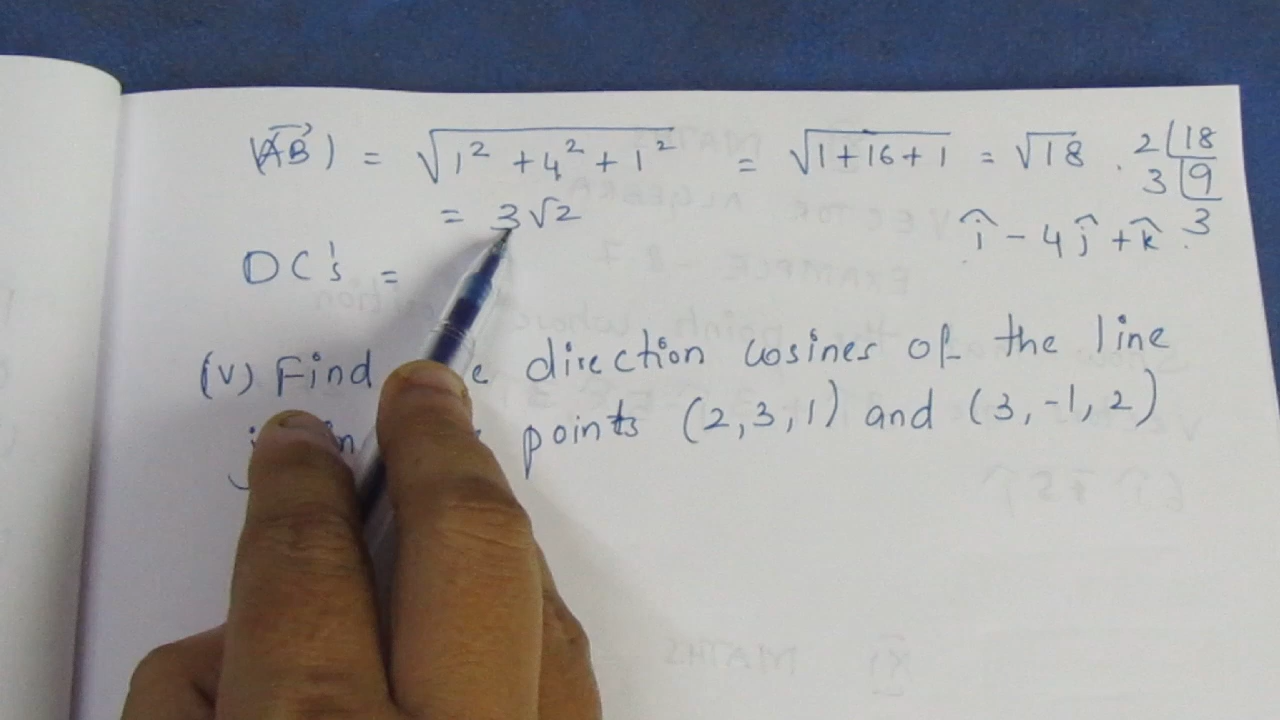 |AB| = √1² + 4² + 1² = √1+16+1 = √18 . 2 | 18
3 | 9
3
= 3√2
î - 4ĵ + k̂
DC's =
(v) Find direction cosines of the line
points (2,3,1) and (3,-1,2)